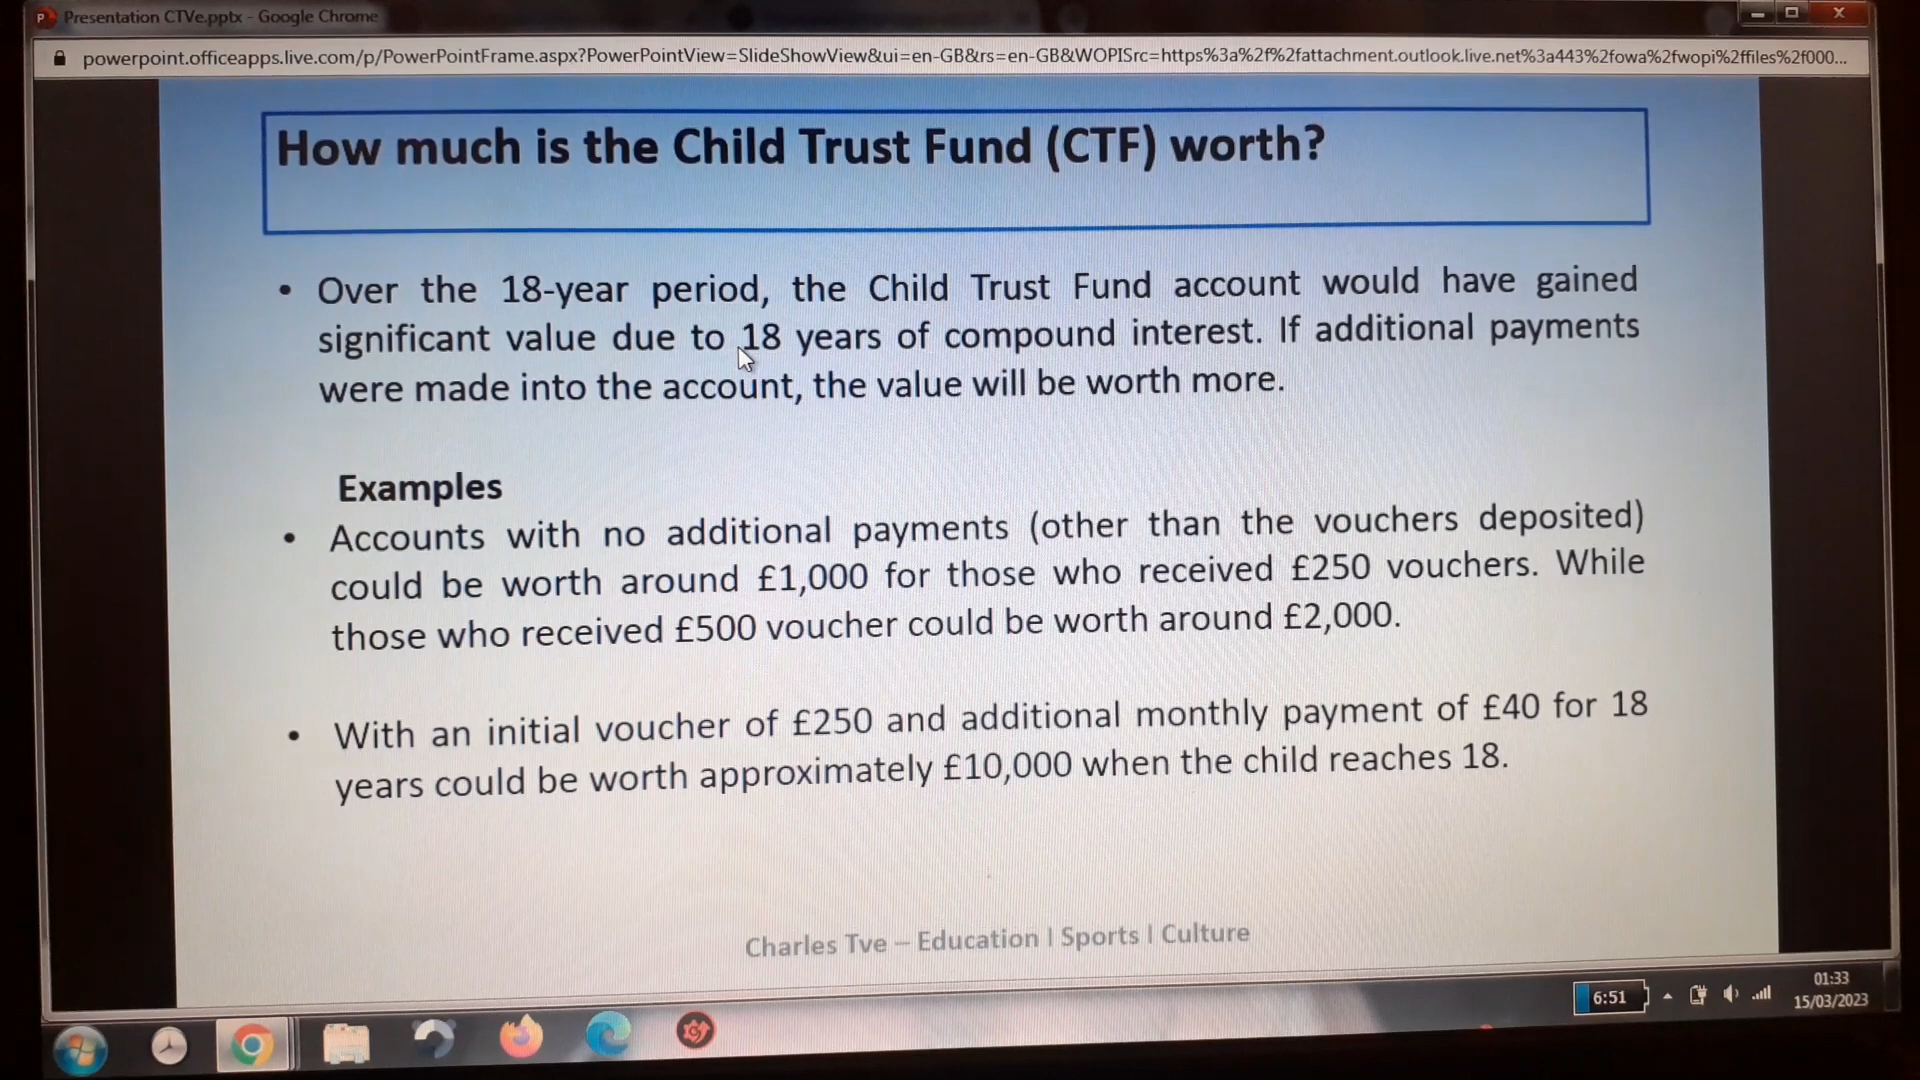 Presentation CTVe.pptx - Google Chrome
powerpoint.officeapps.live.com/p/PowerPointFrame.aspx?PowerPointView=SlideShowView&ui=en-GB&rs=en-GB&WOPISrc=https%3a%2f%2fattachment.outlook.live.net%3a443%2fowa%2fwopi%2ffiles%2f000...
How much is the Child Trust Fund (CTF) worth?
• Over the 18-year period, the Child Trust Fund account would have gained
significant value due to 18 years of compound interest. If additional payments
were made into the account, the value will be worth more.
Examples
• Accounts with no additional payments (other than the vouchers deposited)
could be worth around £1,000 for those who received £250 vouchers. While
those who received £500 voucher could be worth around £2,000.
• With an initial voucher of £250 and additional monthly payment of £40 for 18
years could be worth approximately £10,000 when the child reaches 18.
Charles Tve – Education | Sports | Culture
6:51
01:33
15/03/2023